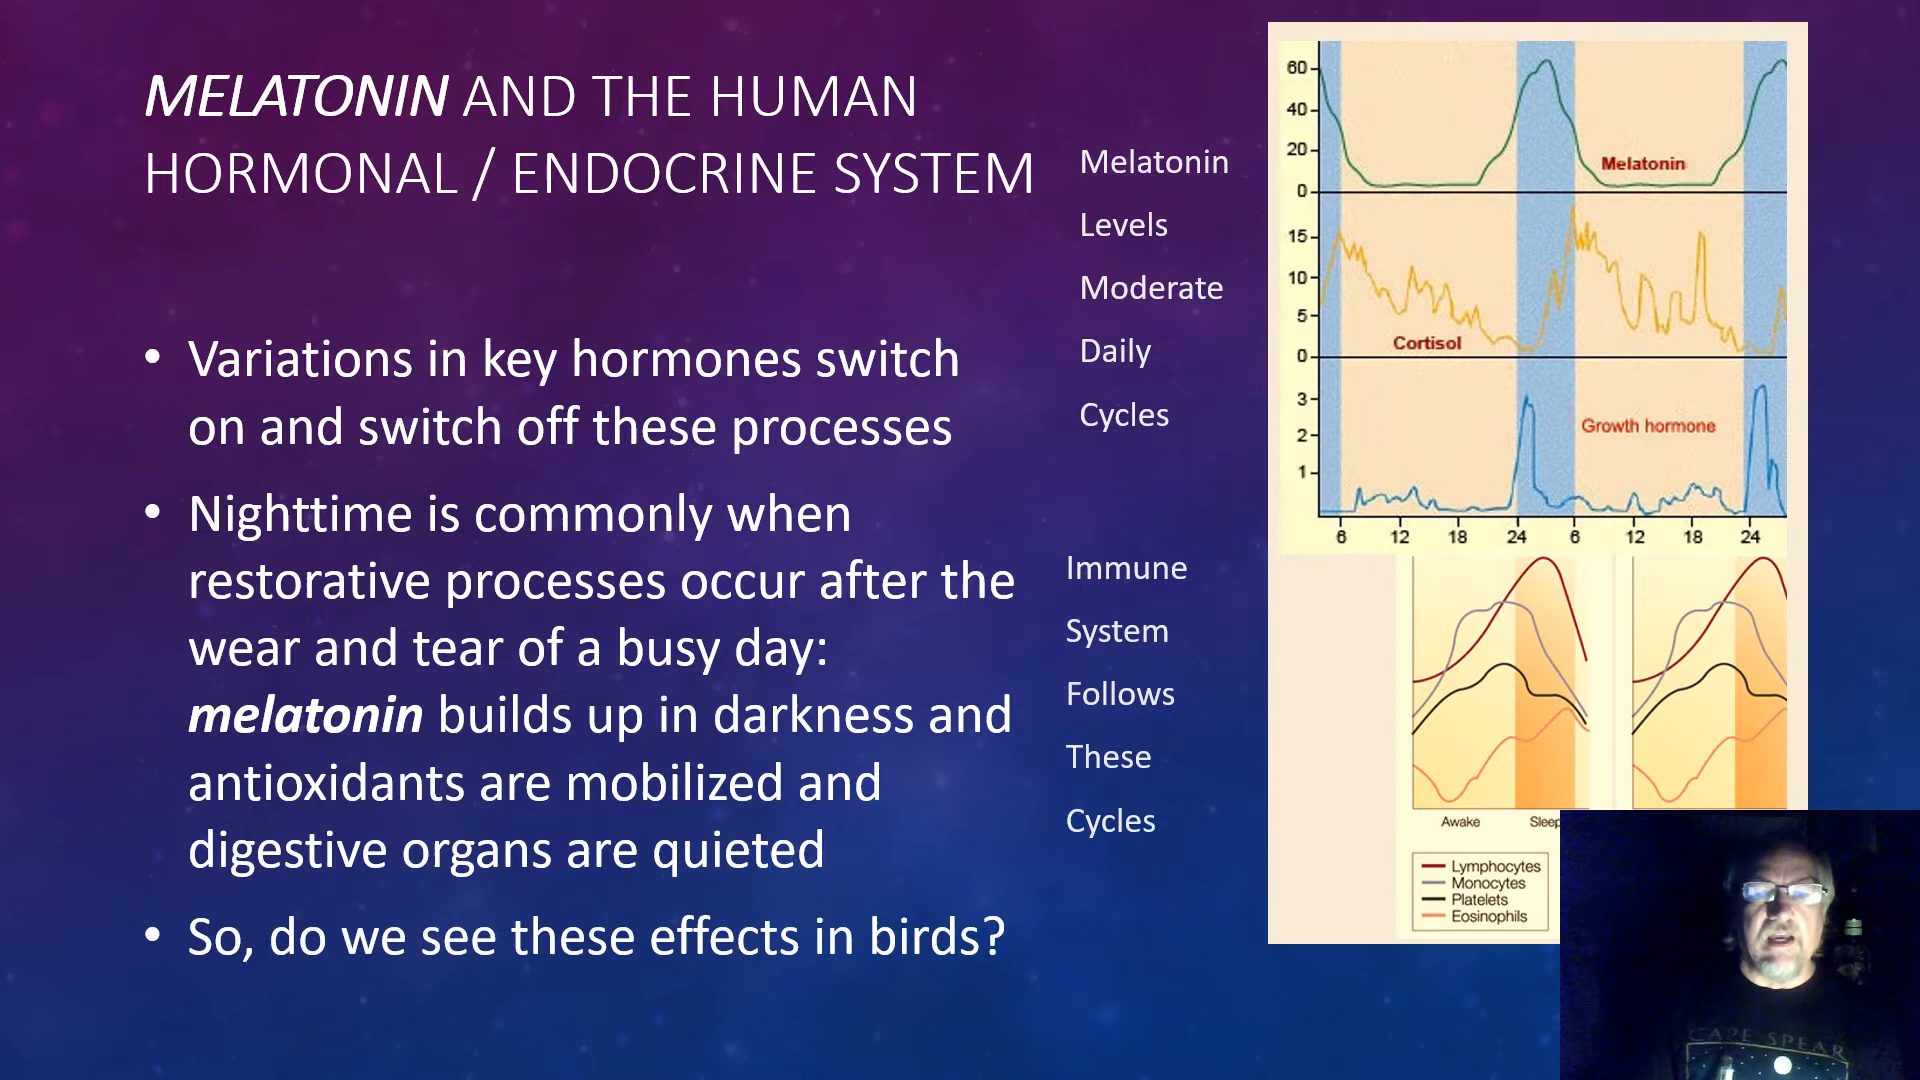 MELATONIN AND THE HUMAN
HORMONAL / ENDOCRINE SYSTEM
• Variations in key hormones switch
on and switch off these processes
• Nighttime is commonly when
restorative processes occur after the
wear and tear of a busy day:
melatonin builds up in darkness and
antioxidants are mobilized and
digestive organs are quieted
• So, do we see these effects in birds?
Melatonin
Levels
Moderate
Daily
Cycles
Immune
System
Follows
These
Cycles
60
40
20
0
Melatonin
15
10
5
0
Cortisol
3
2
1
Growth hormone
6 12 18 24 6 12 18 24
Awake Sleep
Lymphocytes
Monocytes
Platelets
Eosinophils
CAPE SPEAR